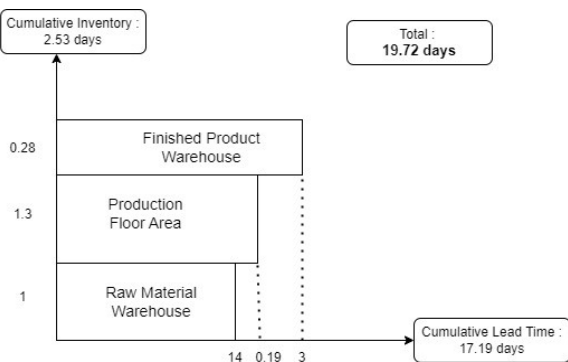 Cumulative Inventory :
2.53 days
Total :
19.72 days
0.28
Finished Product
Warehouse
1.3
Production
Floor Area
1
Raw Material
Warehouse
14 0.19 3
Cumulative Lead Time :
17.19 days